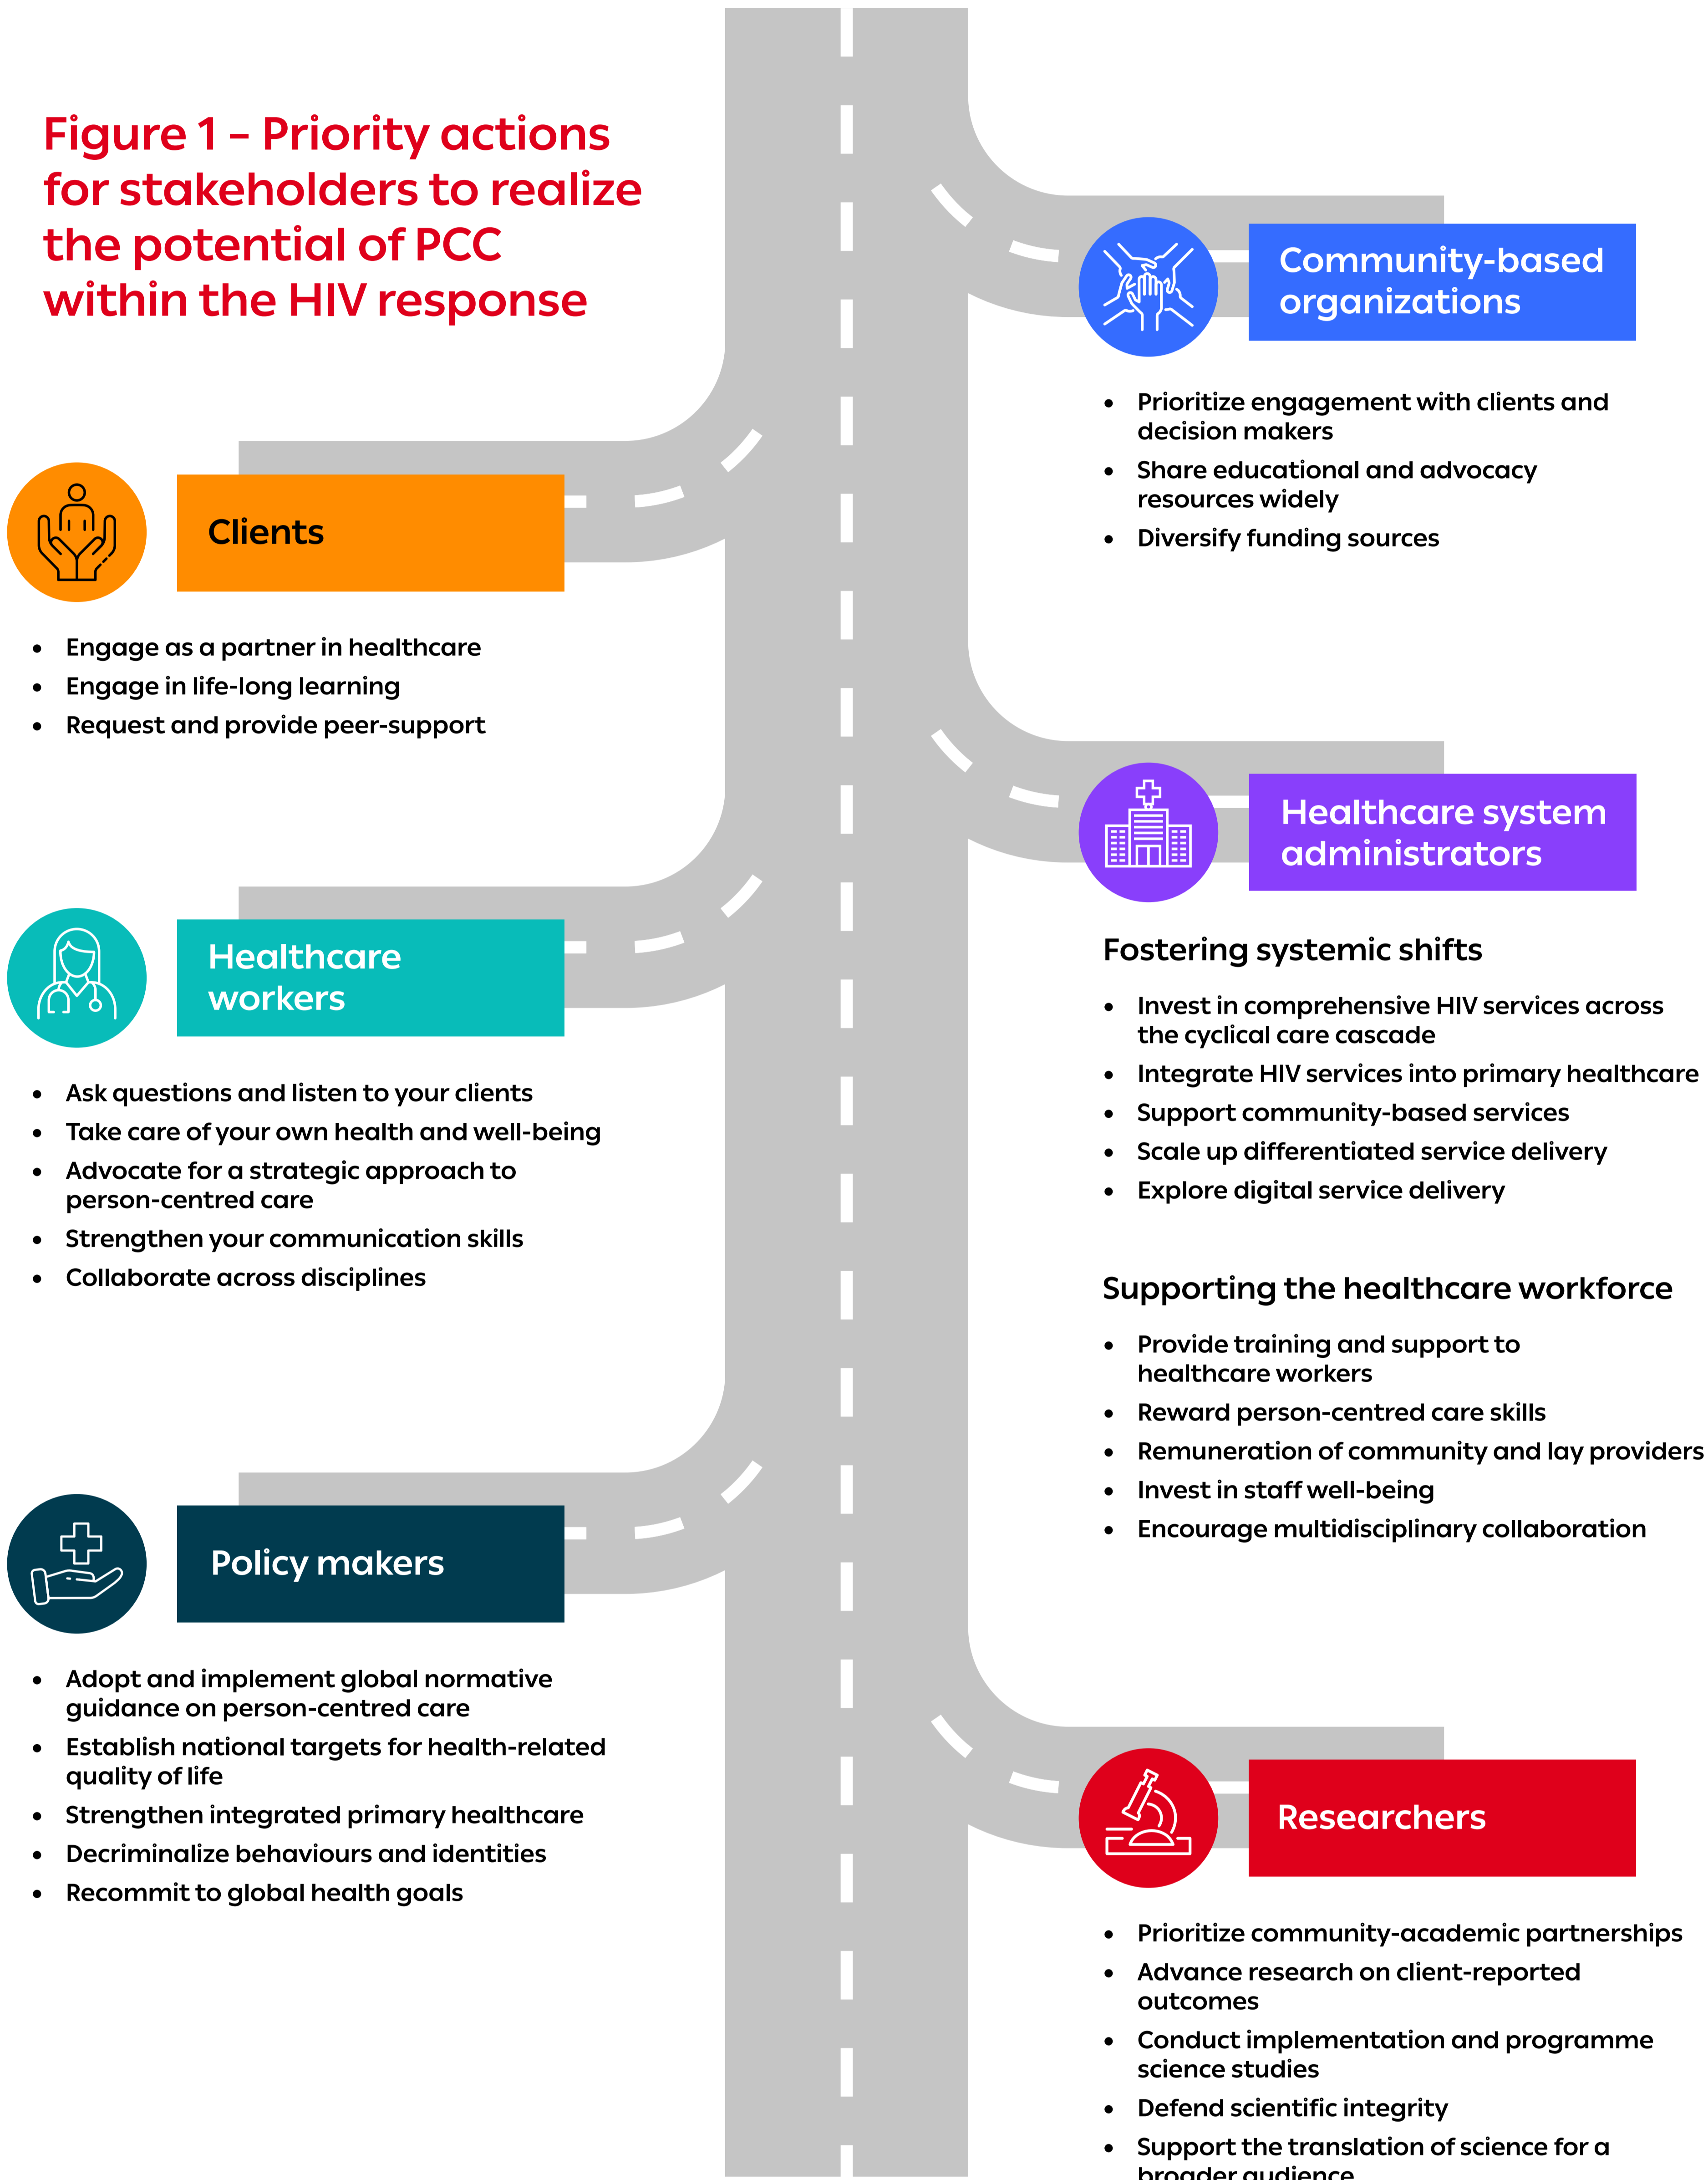 Figure 1 – Priority actions
for stakeholders to realize
the potential of PCC
within the HIV response
Clients
• Engage as a partner in healthcare
• Engage in life-long learning
• Request and provide peer-support
Healthcare
workers
• Ask questions and listen to your clients
• Take care of your own health and well-being
• Advocate for a strategic approach to
person-centred care
• Strengthen your communication skills
• Collaborate across disciplines
Policy makers
• Adopt and implement global normative
guidance on person-centred care
• Establish national targets for health-related
quality of life
• Strengthen integrated primary healthcare
• Decriminalize behaviours and identities
• Recommit to global health goals
Community-based
organizations
• Prioritize engagement with clients and
decision makers
• Share educational and advocacy
resources widely
• Diversify funding sources
Healthcare system
administrators
Fostering systemic shifts
• Invest in comprehensive HIV services across
the cyclical care cascade
• Integrate HIV services into primary healthcare
• Support community-based services
• Scale up differentiated service delivery
• Explore digital service delivery
Supporting the healthcare workforce
• Provide training and support to
healthcare workers
• Reward person-centred care skills
• Remuneration of community and lay providers
• Invest in staff well-being
• Encourage multidisciplinary collaboration
Researchers
• Prioritize community-academic partnerships
• Advance research on client-reported
outcomes
• Conduct implementation and programme
science studies
• Defend scientific integrity
• Support the translation of science for a
broader audience